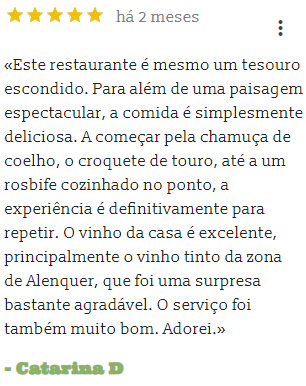 há 2 meses
«Este restaurante é mesmo um tesouro
escondido. Para além de uma paisagem
espectacular, a comida é simplesmente
deliciosa. A começar pela chamuça de
coelho, o croquete de touro, até a um
rosbife cozinhado no ponto, a
experiência é definitivamente para
repetir. O vinho da casa é excelente,
principalmente o vinho tinto da zona
de Alenquer, que foi uma surpresa
bastante agradável. O serviço foi
também muito bom. Adorei.»
- Catarina D